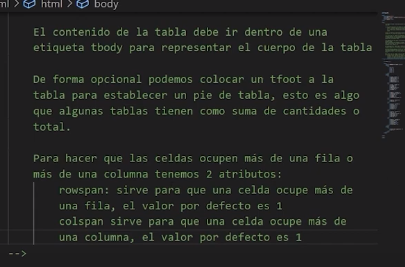 ml > html > body
El contenido de la tabla debe ir dentro de una
etiqueta tbody para representar el cuerpo de la tabla
De forma opcional podemos colocar un tfoot a la
tabla para establecer un pie de tabla, esto es algo
que algunas tablas tienen como suma de cantidades o
total.
Para hacer que las celdas ocupen más de una fila o
más de una columna tenemos 2 atributos:
rowspan: sirve para que una celda ocupe más de
una fila, el valor por defecto es 1
colspan sirve para que una celda ocupe más de
una columna, el valor por defecto es 1
-->